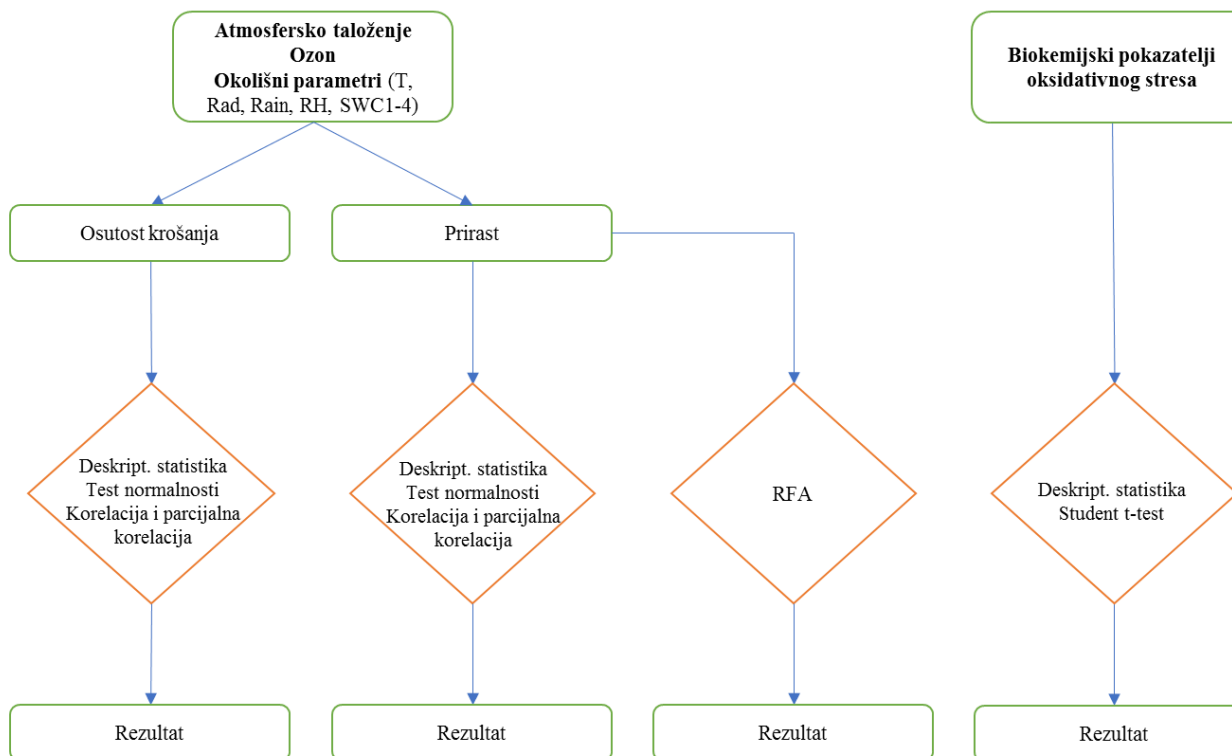 Atmosfersko taloženje
Ozon
Okolišni parametri (T,
Rad, Rain, RH, SWC1-4)
Biokemijski pokazatelji
oksidativnog stresa
Osutost krošanja
Prirast
Deskript. statistika
Test normalnosti
Korelacija i parcijalna
korelacija
Deskript. statistika
Test normalnosti
Korelacija i parcijalna
korelacija
RFA
Deskript. statistika
Student t-test
Rezultat
Rezultat
Rezultat
Rezultat